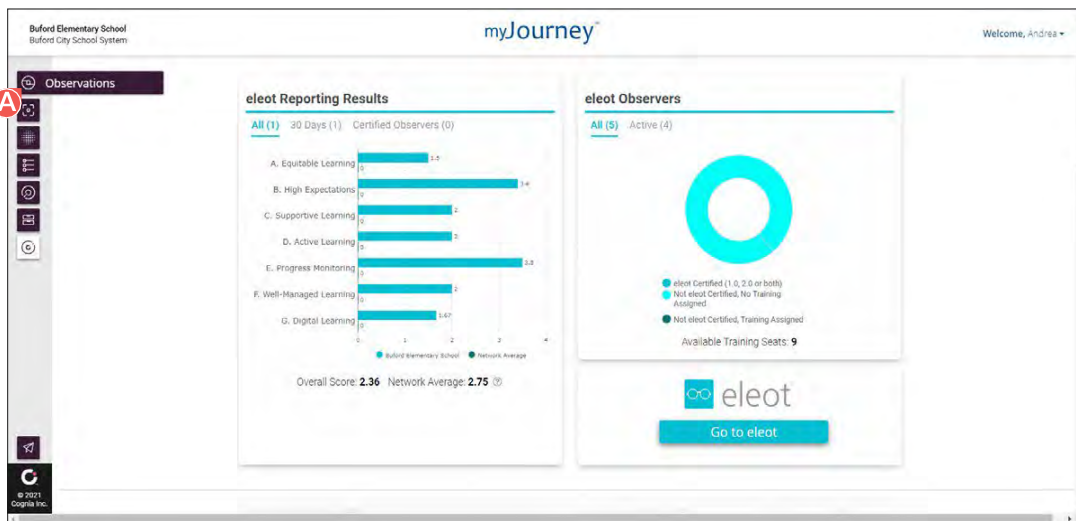 Buford Elementary School
Buford City School System
myJourney™
Welcome, Andrea
Observations
A
eleot Reporting Results
All (1) 30 Days (1) Certified Observers (0)
A. Equitable Learning
1.5
0
B. High Expectations
3.4
0
C. Supportive Learning
2
0
D. Active Learning
0
E. Progress Monitoring
3.5
0
F. Well-Managed Learning
2
0
G. Digital Learning
1.67
0
0 1 2 3 4
Buford Elementary School Network Average
Overall Score: 2.36 Network Average: 2.75
eleot Observers
All (5) Active (4)
eleot Certified (1.0, 2.0 or both)
Not eleot Certified, No Training
Assigned
Not eleot Certified, Training Assigned
Available Training Seats: 9
eleot
Go to eleot
© 2021
Cognia Inc.